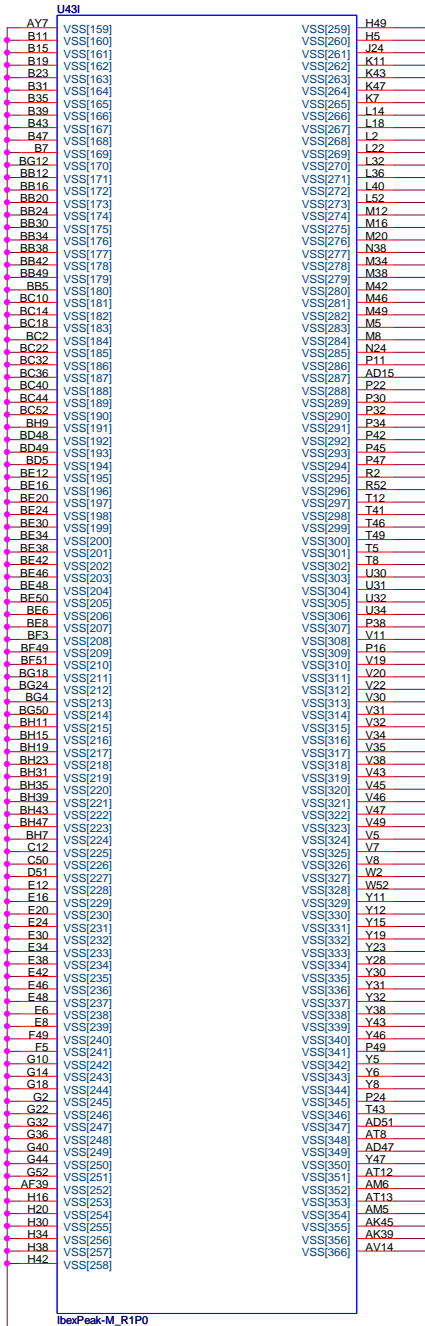 U43I
AY7 VSS[159] VSS[259] H49
B11 VSS[160] VSS[260] H5
B15 VSS[161] VSS[261] J24
B19 VSS[162] VSS[262] K11
B23 VSS[163] VSS[263] K43
B31 VSS[164] VSS[264] K47
B35 VSS[165] VSS[265] K7
B39 VSS[166] VSS[266] L14
B43 VSS[167] VSS[267] L18
B47 VSS[168] VSS[268] L2
B7 VSS[169] VSS[269] L22
BG12 VSS[170] VSS[270] L32
BB12 VSS[171] VSS[271] L36
BB16 VSS[172] VSS[272] L40
BB20 VSS[173] VSS[273] L52
BB24 VSS[174] VSS[274] M12
BB30 VSS[175] VSS[275] M16
BB34 VSS[176] VSS[276] M20
BB38 VSS[177] VSS[277] N38
BB42 VSS[178] VSS[278] M34
BB49 VSS[179] VSS[279] M38
BB5 VSS[180] VSS[280] M42
BC10 VSS[181] VSS[281] M46
BC14 VSS[182] VSS[282] M49
BC18 VSS[183] VSS[283] M5
BC2 VSS[184] VSS[284] M8
BC22 VSS[185] VSS[285] N24
BC32 VSS[186] VSS[286] P11
BC36 VSS[187] VSS[287] AD15
BC40 VSS[188] VSS[288] P22
BC44 VSS[189] VSS[289] P30
BC52 VSS[190] VSS[290] P32
BH9 VSS[191] VSS[291] P34
BD48 VSS[192] VSS[292] P42
BD49 VSS[193] VSS[293] P45
BD5 VSS[194] VSS[294] P47
BE12 VSS[195] VSS[295] R2
BE16 VSS[196] VSS[296] R52
BE20 VSS[197] VSS[297] T12
BE24 VSS[198] VSS[298] T41
BE30 VSS[199] VSS[299] T46
BE34 VSS[200] VSS[300] T49
BE38 VSS[201] VSS[301] T5
BE42 VSS[202] VSS[302] T8
BE46 VSS[203] VSS[303] U30
BE48 VSS[204] VSS[304] U31
BE50 VSS[205] VSS[305] U32
BE6 VSS[206] VSS[306] U34
BE8 VSS[207] VSS[307] P38
BF3 VSS[208] VSS[308] V11
BF49 VSS[209] VSS[309] P16
BF51 VSS[210] VSS[310] V19
BG18 VSS[211] VSS[311] V20
BG24 VSS[212] VSS[312] V22
BG4 VSS[213] VSS[313] V30
BG50 VSS[214] VSS[314] V31
BH11 VSS[215] VSS[315] V32
BH15 VSS[216] VSS[316] V34
BH19 VSS[217] VSS[317] V35
BH23 VSS[218] VSS[318] V38
BH31 VSS[219] VSS[319] V43
BH35 VSS[220] VSS[320] V45
BH39 VSS[221] VSS[321] V46
BH43 VSS[222] VSS[322] V47
BH47 VSS[223] VSS[323] V49
BH7 VSS[224] VSS[324] V5
C12 VSS[225] VSS[325] V7
C50 VSS[226] VSS[326] V8
D51 VSS[227] VSS[327] W2
E12 VSS[228] VSS[328] W52
E16 VSS[229] VSS[329] Y11
E20 VSS[230] VSS[330] Y12
E24 VSS[231] VSS[331] Y15
E30 VSS[232] VSS[332] Y19
E34 VSS[233] VSS[333] Y23
E38 VSS[234] VSS[334] Y28
E42 VSS[235] VSS[335] Y30
E46 VSS[236] VSS[336] Y31
E48 VSS[237] VSS[337] Y32
E6 VSS[238] VSS[338] Y38
E8 VSS[239] VSS[339] Y43
F49 VSS[240] VSS[340] Y46
F5 VSS[241] VSS[341] P49
G10 VSS[242] VSS[342] Y5
G14 VSS[243] VSS[343] Y6
G18 VSS[244] VSS[344] Y8
G2 VSS[245] VSS[345] P24
G22 VSS[246] VSS[346] T43
G32 VSS[247] VSS[347] AD51
G36 VSS[248] VSS[348] AT8
G40 VSS[249] VSS[349] AD47
G44 VSS[250] VSS[350] Y47
G52 VSS[251] VSS[351] AT12
AF39 VSS[252] VSS[352] AM6
H16 VSS[253] VSS[353] AT13
H20 VSS[254] VSS[354] AM5
H30 VSS[255] VSS[355] AK45
H34 VSS[256] VSS[356] AK39
H38 VSS[257] VSS[366] AV14
H42 VSS[258]
IbexPeak-M_R1P0